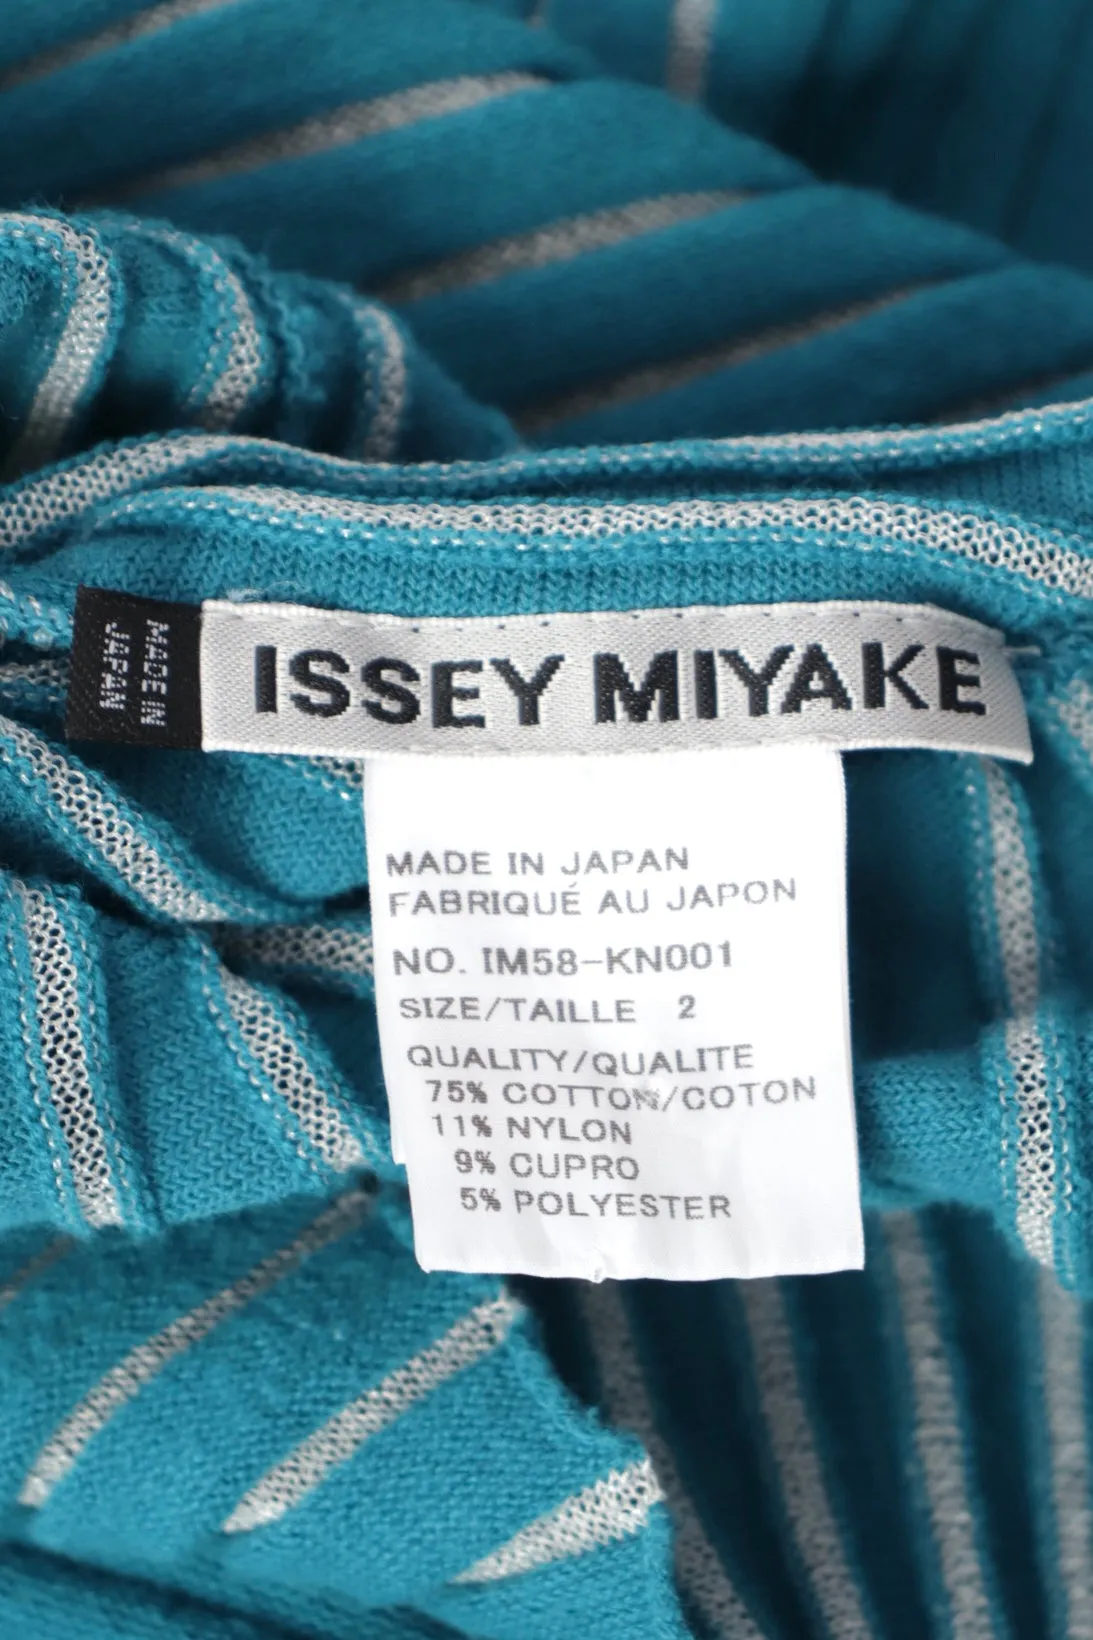 MADE IN
JAPAN
ISSEY MIYAKE
MADE IN JAPAN
FABRIQUÉ AU JAPON
NO. IM58-KN001
SIZE/TAILLE 2
QUALITY/QUALITE
75% COTTON/COTON
11% NYLON
9% CUPRO
5% POLYESTER